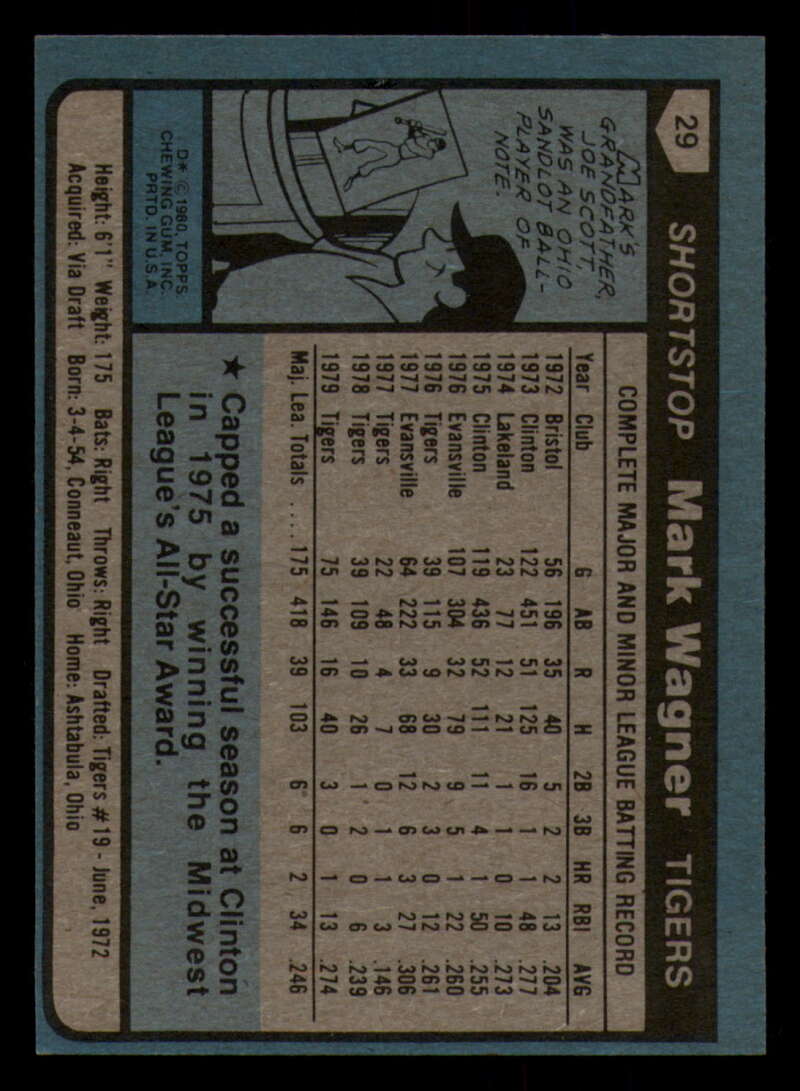 29
SHORTSTOP Mark Wagner TIGERS
MARK'S
GRANDFATHER,
JOE SCOTT,
WAS AN OHIO
SANDLOT BALL-
PLAYER OF
NOTE.
D* © 1980, TOPPS
CHEWING GUM, INC.
PRTD. IN U.S.A.
COMPLETE MAJOR AND MINOR LEAGUE BATTING RECORD
Year Club G AB R H 2B 3B HR RBI AVG
1972 Bristol 56 196 35 40 5 2 2 13 .204
1973 Clinton 122 451 51 125 16 1 1 48 .277
1974 Lakeland 23 77 12 21 1 1 0 10 .273
1975 Clinton 119 436 52 111 11 4 1 50 .255
1976 Evansville 107 304 32 79 9 5 1 22 .260
1976 Tigers 39 115 9 30 2 3 0 12 .261
1977 Evansville 64 222 33 68 12 6 3 27 .306
1977 Tigers 22 48 4 7 0 1 1 3 .146
1978 Tigers 39 109 10 26 1 2 0 6 .239
1979 Tigers 75 146 16 40 3 0 1 13 .274
Maj. Lea. Totals .... 175 418 39 103 6 6 2 34 .246
★ Capped a successful season at Clinton
in 1975 by winning the Midwest
League's All-Star Award.
Height: 6'1" Weight: 175 Bats: Right Throws: Right Drafted: Tigers #19 - June, 1972
Acquired: Via Draft Born: 3-4-54, Conneaut, Ohio Home: Ashtabula, Ohio